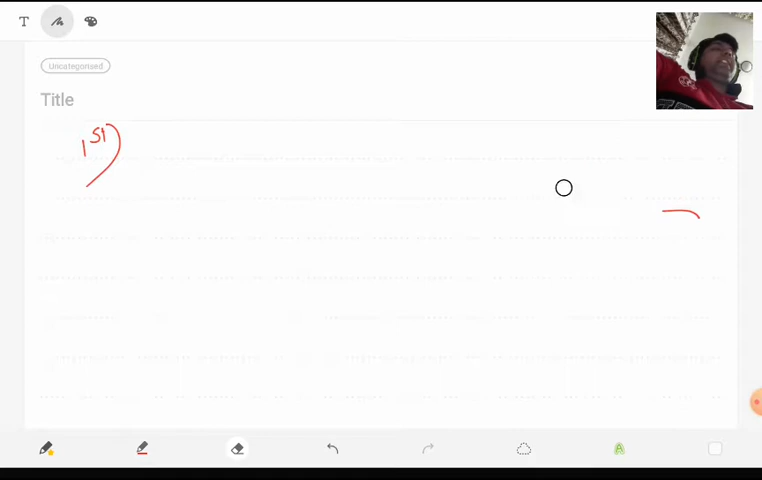 T
Uncategorised
Title
1st)
A